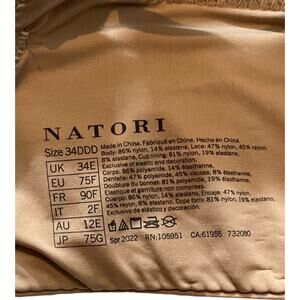 NATORI
Size 34DDD
UK 34E
EU 75F
FR 90F
IT 2F
AU 12E
JP 75G
Made in China. Fabriqué en Chine. Hecho en China.
Body: 86% nylon, 14% elastane, Lace: 47% nylon, 45% rayon,
8% elastane, Cup lining: 81% nylon, 19% elastane.
Exclusive of elastic and decoration.
Corps: 86% polyamide, 14% élasthanne,
Dentelle: 47% polyamide, 45% viscose, 8% élasthanne,
Doublure du bonnet: 81% polyamide, 19% élasthanne.
Élastique et garniture non comprises.
Cuerpo: 86% nylon, 14% elastano, Encaje: 47% nylon,
45% rayón, 8% elastano, Forro de copa: 81% nylon, 19% elastano.
Exclusivo de elástico y decoración.
Spr 2022 RN:105951 CA:61955 732080